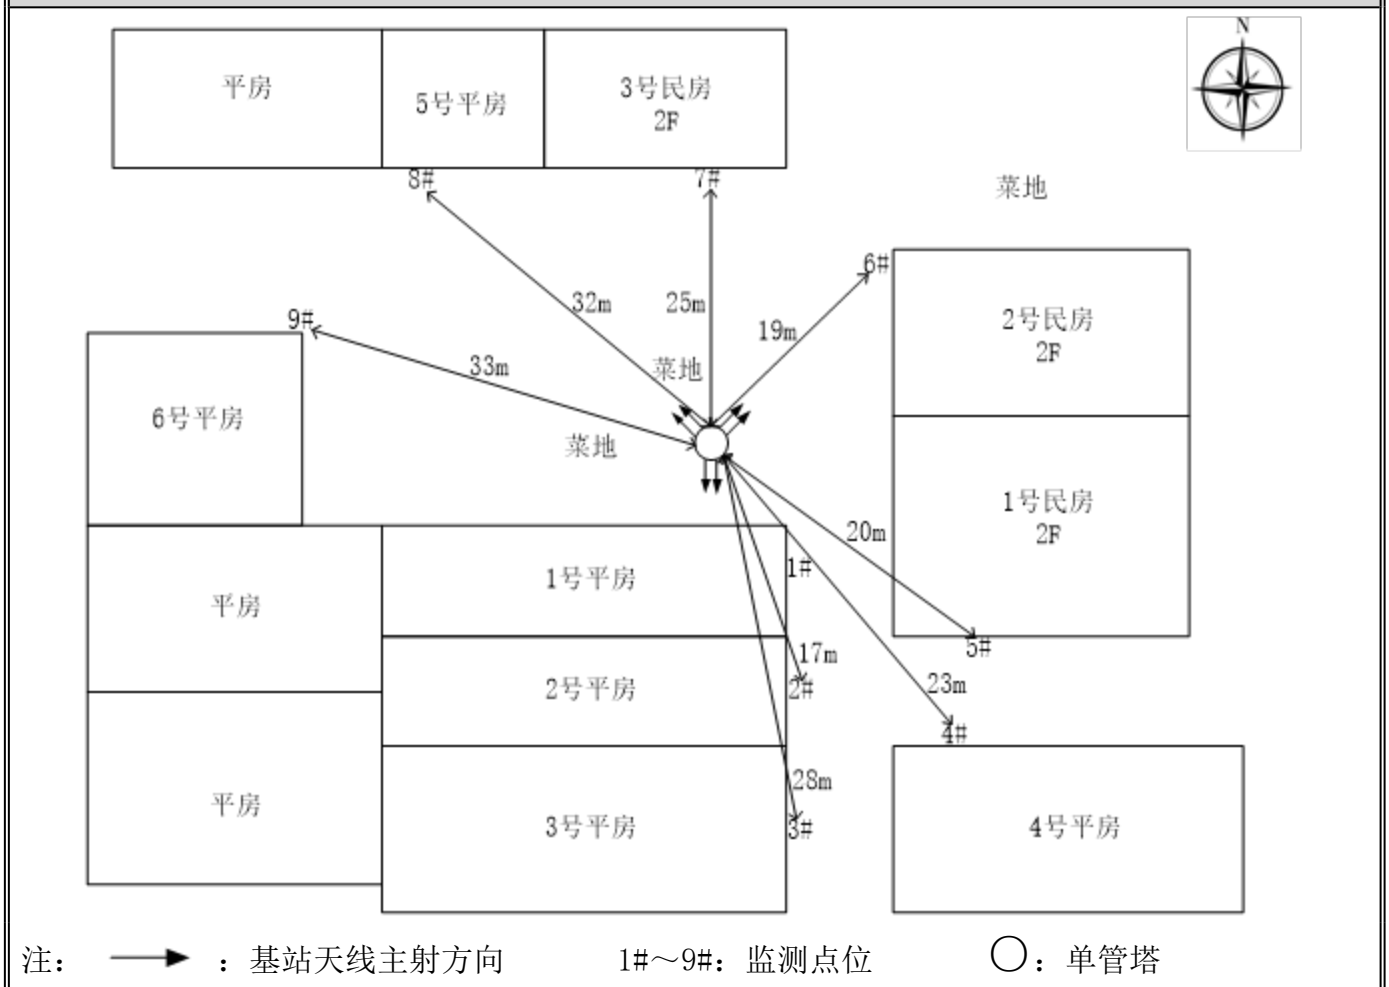 N
平房
5号平房
3号民房
2F
8#
7#
菜地
6#
32m
25m
19m
2号民房
2F
9#
33m
菜地
6号平房
菜地
1号民房
2F
20m
1#
1号平房
平房
17m
5#
2号平房
2#
23m
4#
28m
平房
3号平房
3#
4号平房
注: :基站天线主射方向 1#～9#:监测点位 :单管塔